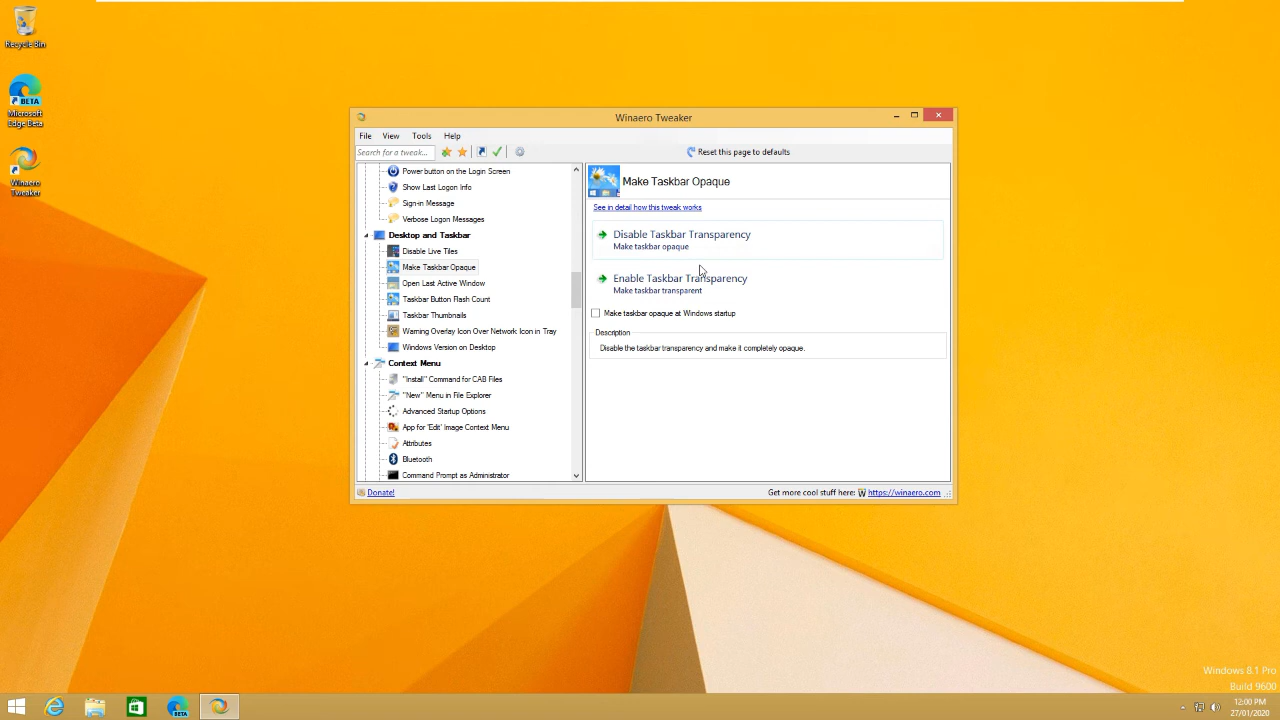 Recycle Bin
BETA
Microsoft
Edge Beta
Winaero
Tweaker
Winaero Tweaker
File View Tools Help
Search for a tweak...
Reset this page to defaults
Power button on the Login Screen
Show Last Logon Info
Sign-in Message
Verbose Logon Messages
Desktop and Taskbar
Disable Live Tiles
Make Taskbar Opaque
Open Last Active Window
Taskbar Button Flash Count
Taskbar Thumbnails
Warning Overlay Icon Over Network Icon in Tray
Windows Version on Desktop
Context Menu
"Install" Command for CAB Files
"New" Menu in File Explorer
Advanced Startup Options
App for 'Edit' Image Context Menu
Attributes
Bluetooth
Command Prompt as Administrator
Make Taskbar Opaque
See in detail how this tweak works
Disable Taskbar Transparency
Make taskbar opaque
Enable Taskbar Transparency
Make taskbar transparent
Make taskbar opaque at Windows startup
Description
Disable the taskbar transparency and make it completely opaque.
Donate!
Get more cool stuff here: W https://winaero.com
Windows 8.1 Pro
Build 9600
BETA
12:00 PM
27/01/2020